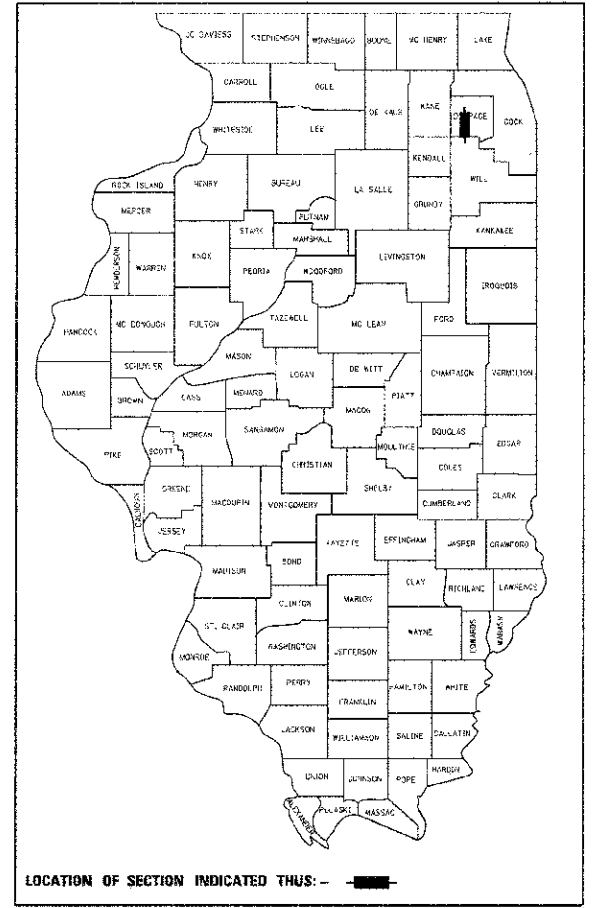 JO DAVIESS STEPHENSON WINNEBAGO BOONE MC HENRY LAKE
CARROLL OGLE DE KALB KANE DU PAGE COOK
WHITESIDE LEE
KENDALL WILL
ROCK ISLAND HENRY BUREAU LA SALLE GRUNDY
MERCER PUTNAM KANKAKEE
STARK MARSHALL
HENDERSON WARREN KNOX PEORIA WOODFORD LIVINGSTON IROQUOIS
HANCOCK MC DONOUGH FULTON TAZEWELL MC LEAN FORD
MASON
SCHUYLER LOGAN DE WITT CHAMPAIGN VERMILION
ADAMS BROWN CASS MENARD MACON PIATT
MORGAN SANGAMON DOUGLAS
PIKE SCOTT CHRISTIAN MOULTRIE EDGAR
COLES
GREENE MACOUPIN SHELBY
CALHOUN MONTGOMERY CUMBERLAND CLARK
JERSEY FAYETTE EFFINGHAM JASPER CRAWFORD
MADISON BOND
CLAY RICHLAND LAWRENCE
CLINTON MARION
ST. CLAIR WAYNE EDWARDS WABASH
WASHINGTON JEFFERSON
MONROE
RANDOLPH PERRY HAMILTON WHITE
FRANKLIN
JACKSON WILLIAMSON SALINE GALLATIN
UNION JOHNSON POPE HARDIN
ALEXANDER PULASKI MASSAC
LOCATION OF SECTION INDICATED THUS: -